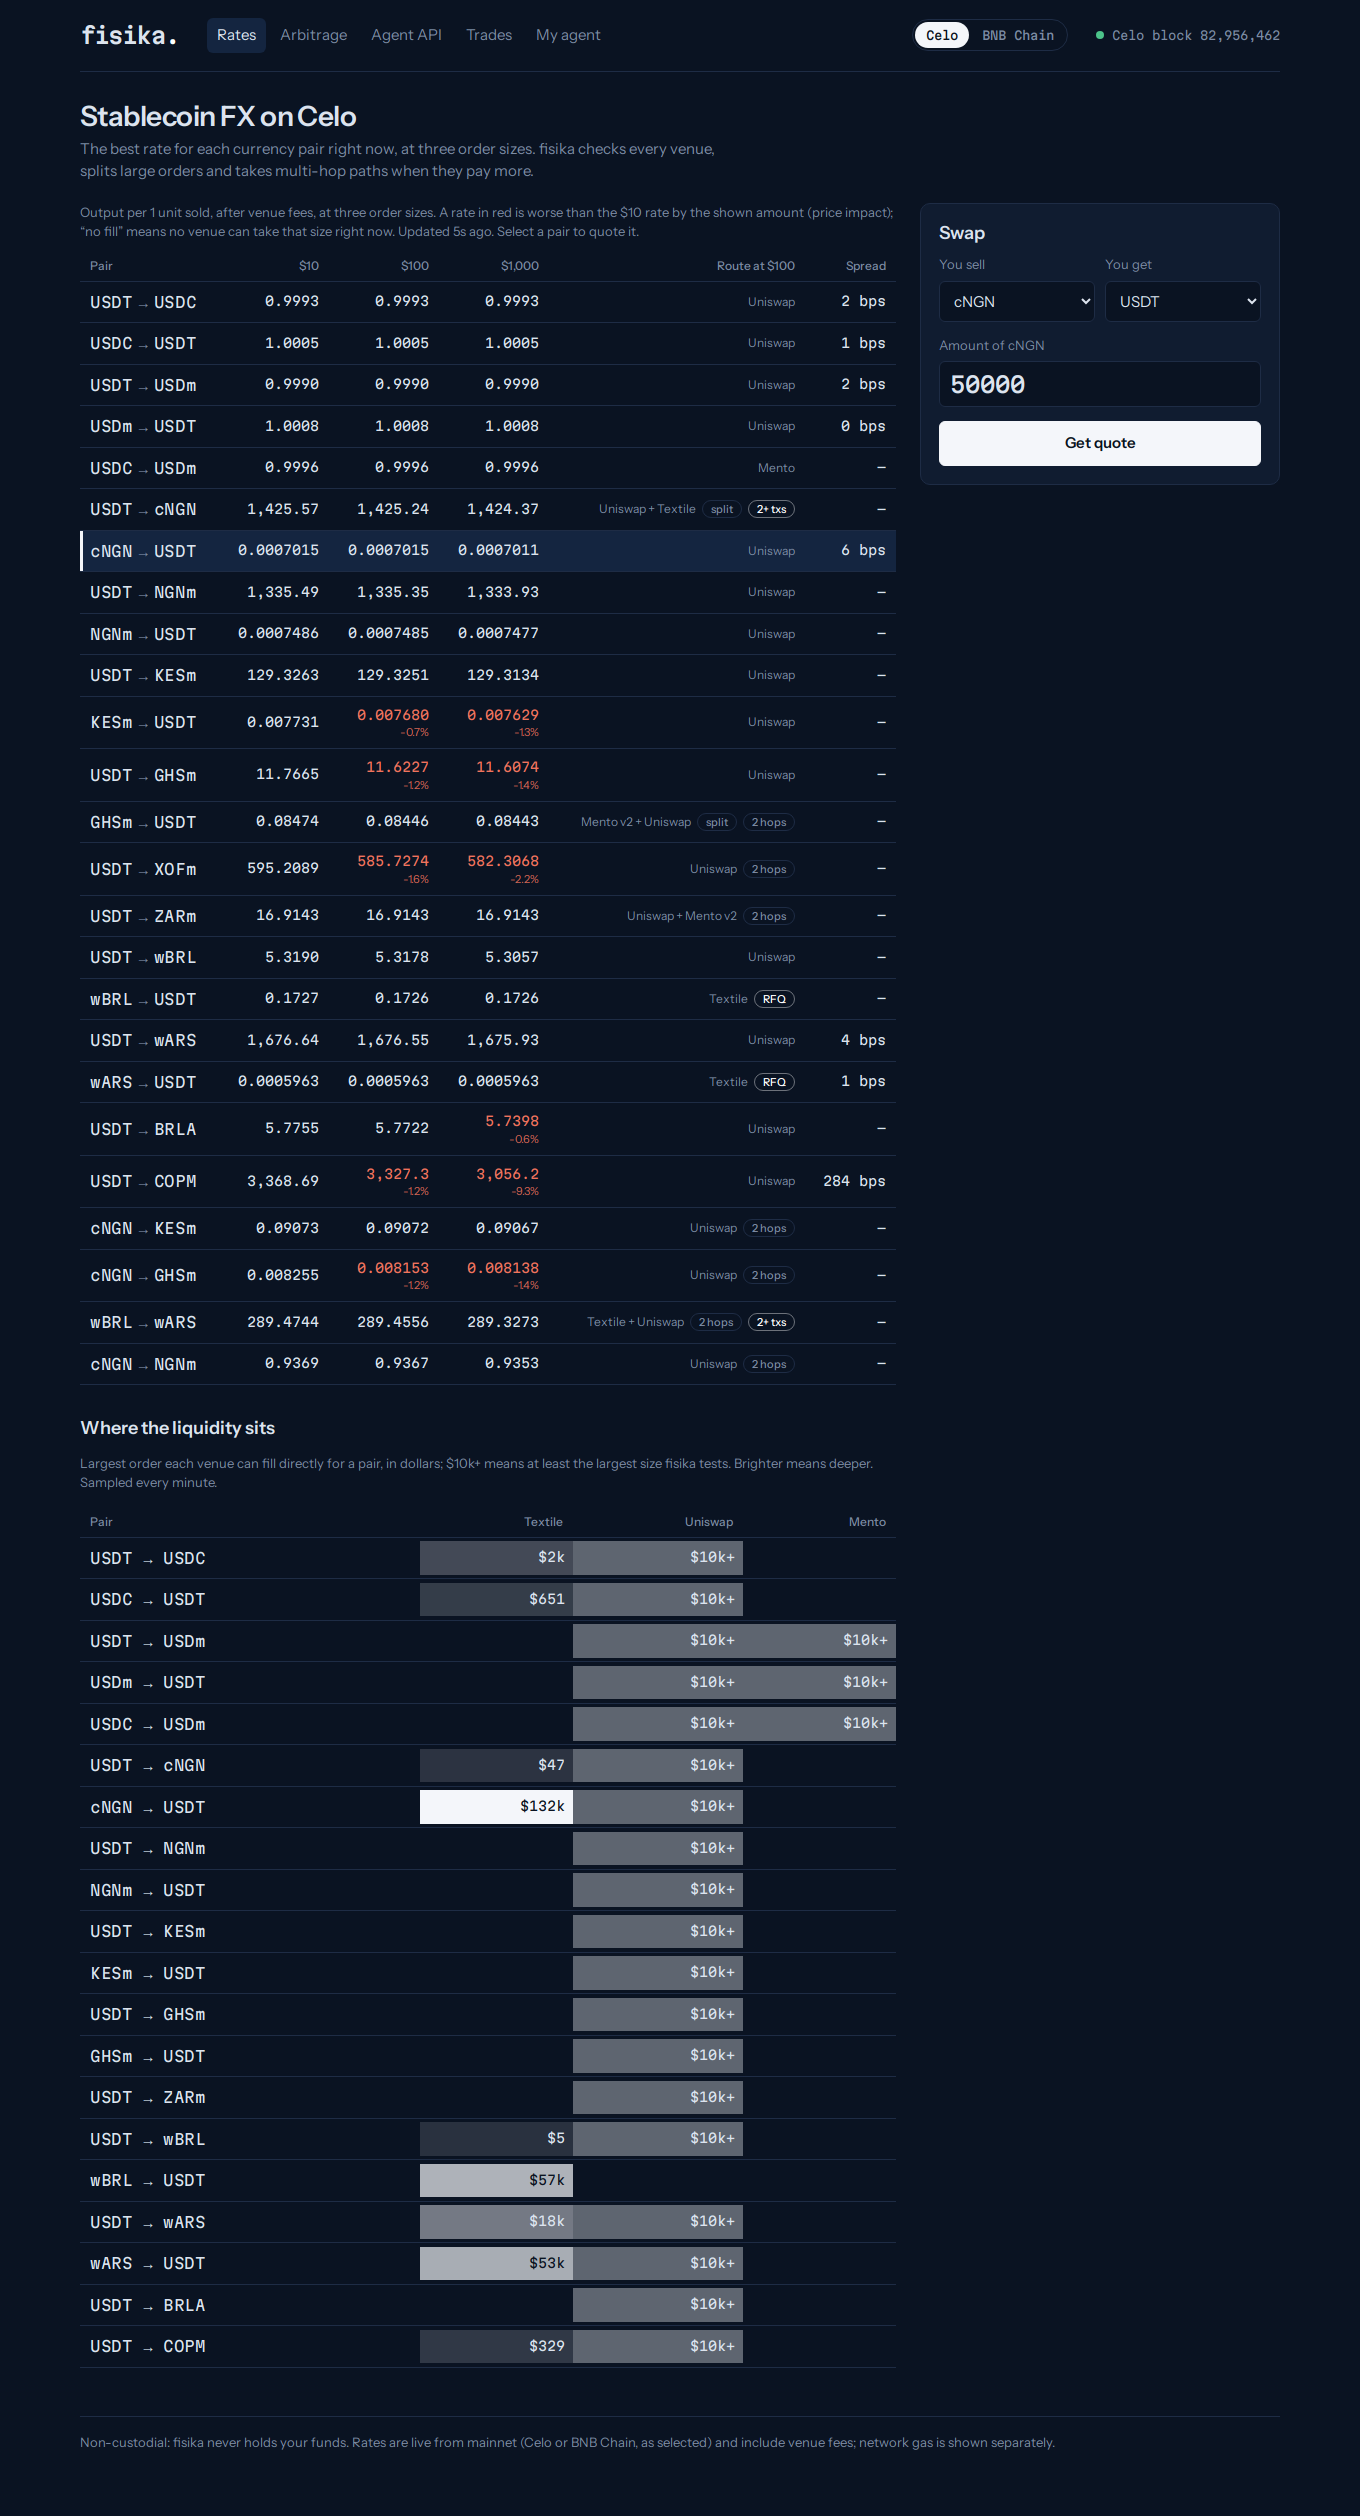 fisika. Rates Arbitrage Agent API Trades My agent Celo BNB Chain Celo block 82,956,462
Stablecoin FX on Celo
The best rate for each currency pair right now, at three order sizes. fisika checks every venue,
splits large orders and takes multi-hop paths when they pay more.
Output per 1 unit sold, after venue fees, at three order sizes. A rate in red is worse than the $10 rate by the shown amount (price impact);
“no fill” means no venue can take that size right now. Updated 5s ago. Select a pair to quote it.
Pair $10 $100 $1,000 Route at $100 Spread
USDT → USDC 0.9993 0.9993 0.9993 Uniswap 2 bps
USDC → USDT 1.0005 1.0005 1.0005 Uniswap 1 bps
USDT → USDm 0.9990 0.9990 0.9990 Uniswap 2 bps
USDm → USDT 1.0008 1.0008 1.0008 Uniswap 0 bps
USDC → USDm 0.9996 0.9996 0.9996 Mento –
USDT → cNGN 1,425.57 1,425.24 1,424.37 Uniswap + Textile split 2+ txs –
cNGN → USDT 0.0007015 0.0007015 0.0007011 Uniswap 6 bps
USDT → NGNm 1,335.49 1,335.35 1,333.93 Uniswap –
NGNm → USDT 0.0007486 0.0007485 0.0007477 Uniswap –
USDT → KESm 129.3263 129.3251 129.3134 Uniswap –
KESm → USDT 0.007731 0.007680 0.007629 Uniswap –
-0.7% -1.3%
USDT → GHSm 11.7665 11.6227 11.6074 Uniswap –
-1.2% -1.4%
GHSm → USDT 0.08474 0.08446 0.08443 Mento v2 + Uniswap split 2 hops –
USDT → XOFm 595.2089 585.7274 582.3068 Uniswap 2 hops –
-1.6% -2.2%
USDT → ZARm 16.9143 16.9143 16.9143 Uniswap + Mento v2 2 hops –
USDT → wBRL 5.3190 5.3178 5.3057 Uniswap –
wBRL → USDT 0.1727 0.1726 0.1726 Textile RFQ –
USDT → wARS 1,676.64 1,676.55 1,675.93 Uniswap 4 bps
wARS → USDT 0.0005963 0.0005963 0.0005963 Textile RFQ 1 bps
USDT → BRLA 5.7755 5.7722 5.7398 Uniswap –
-0.6%
USDT → COPM 3,368.69 3,327.3 3,056.2 Uniswap 284 bps
-1.2% -9.3%
cNGN → KESm 0.09073 0.09072 0.09067 Uniswap 2 hops –
cNGN → GHSm 0.008255 0.008153 0.008138 Uniswap 2 hops –
-1.2% -1.4%
wBRL → wARS 289.4744 289.4556 289.3273 Textile + Uniswap 2 hops 2+ txs –
cNGN → NGNm 0.9369 0.9367 0.9353 Uniswap 2 hops –
Swap
You sell You get
cNGN USDT
Amount of cNGN
50000
Get quote
Where the liquidity sits
Largest order each venue can fill directly for a pair, in dollars; $10k+ means at least the largest size fisika tests. Brighter means deeper.
Sampled every minute.
Pair Textile Uniswap Mento
USDT → USDC $2k $10k+
USDC → USDT $651 $10k+
USDT → USDm $10k+ $10k+
USDm → USDT $10k+ $10k+
USDC → USDm $10k+ $10k+
USDT → cNGN $47 $10k+
cNGN → USDT $132k $10k+
USDT → NGNm $10k+
NGNm → USDT $10k+
USDT → KESm $10k+
KESm → USDT $10k+
USDT → GHSm $10k+
GHSm → USDT $10k+
USDT → ZARm $10k+
USDT → wBRL $5 $10k+
wBRL → USDT $57k
USDT → wARS $18k $10k+
wARS → USDT $53k $10k+
USDT → BRLA $10k+
USDT → COPM $329 $10k+
Non-custodial: fisika never holds your funds. Rates are live from mainnet (Celo or BNB Chain, as selected) and include venue fees; network gas is shown separately.